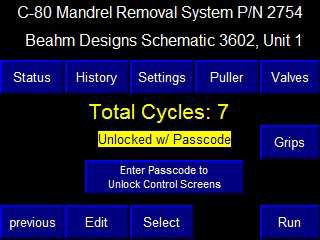 C-80 Mandrel Removal System P/N 2754
Beahm Designs Schematic 3602, Unit 1
Status History Settings Puller Valves
Total Cycles: 7
Unlocked w/ Passcode
Grips
Enter Passcode to
Unlock Control Screens
previous Edit Select Run